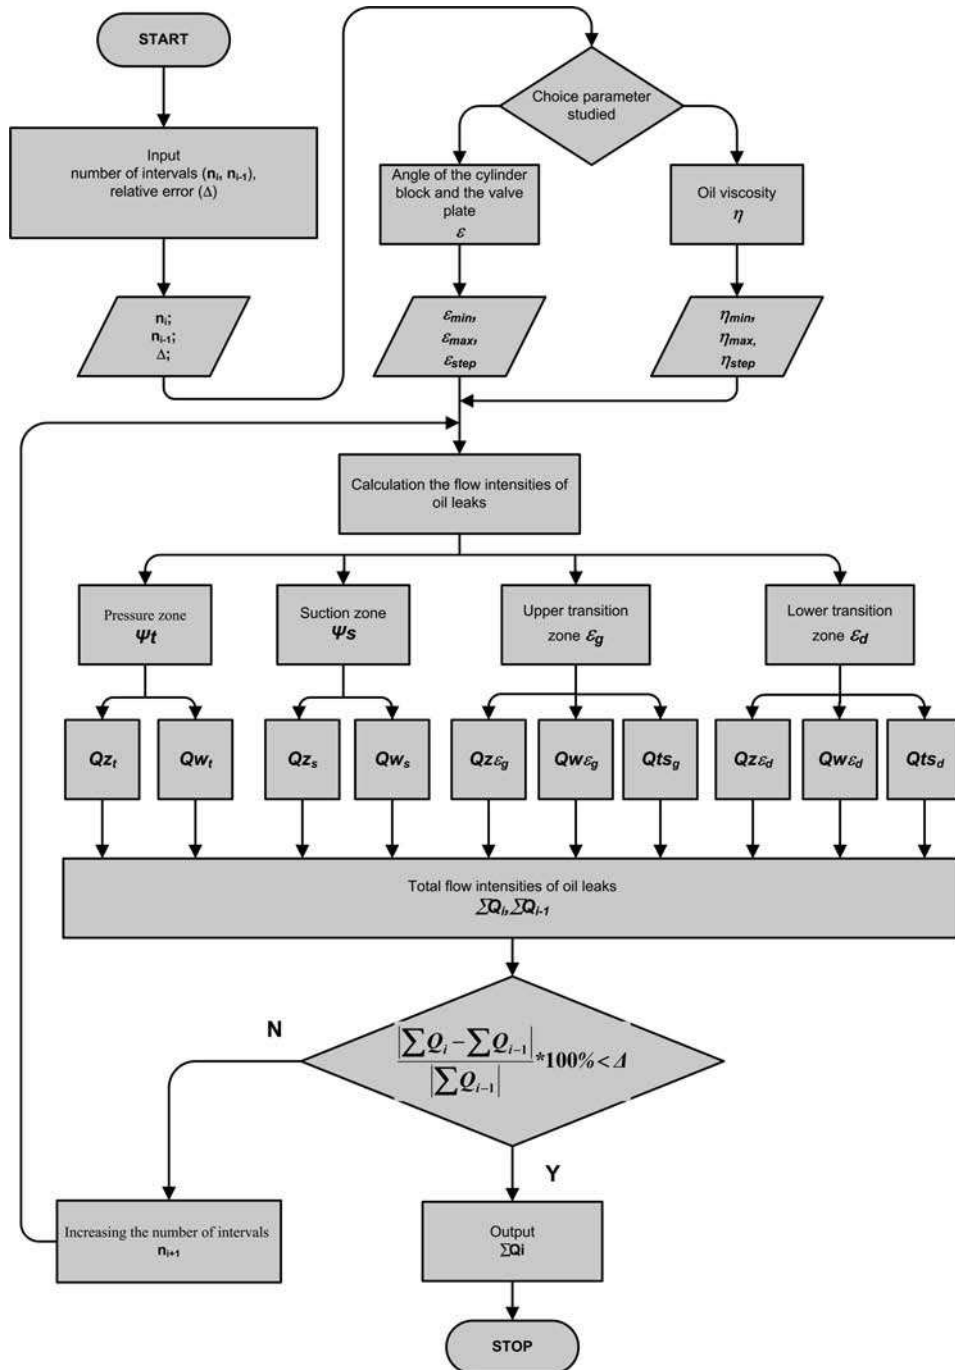 START
Choice parameter
studied
Input
number of intervals (nᵢ, nᵢ₋₁),
relative error (Δ)
Angle of the cylinder
block and the valve
plate
ε
Oil viscosity
η
nᵢ;
nᵢ₋₁;
Δ;
εmin,
εmax,
εstep
ηmin,
ηmax,
ηstep
Calculation the flow intensities of
oil leaks
Pressure zone
Ψt
Suction zone
Ψs
Upper transition
zone εg
Lower transition
zone εd
Qzt
Qwt
Qzs
Qws
Qzεg
Qwεg
Qtsg
Qzεd
Qwεd
Qtsd
Total flow intensities of oil leaks
ΣQᵢ, ΣQᵢ₋₁
N
|∑Qᵢ − ∑Qᵢ₋₁|
/|∑Qᵢ₋₁| *100% < Δ
Y
Increasing the number of intervals
nᵢ₊₁
Output
ΣQi
STOP